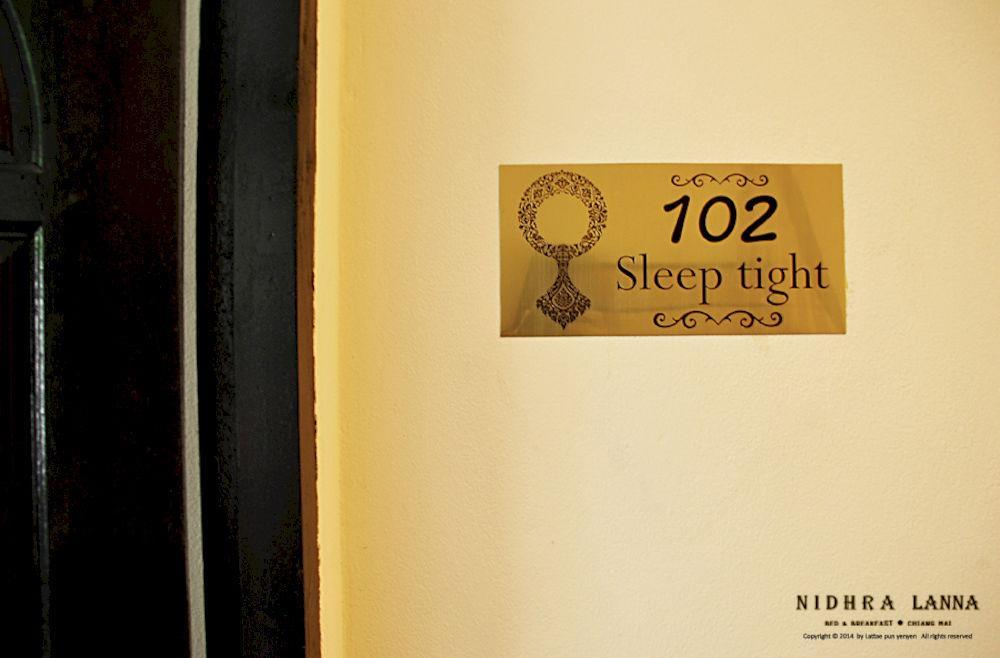 102
Sleep tight
NIDHRA LANNA
BED & BREAKFAST ● CHIANG MAI
Copyright © 2014 by Lattae pun yenyen All rights reserved